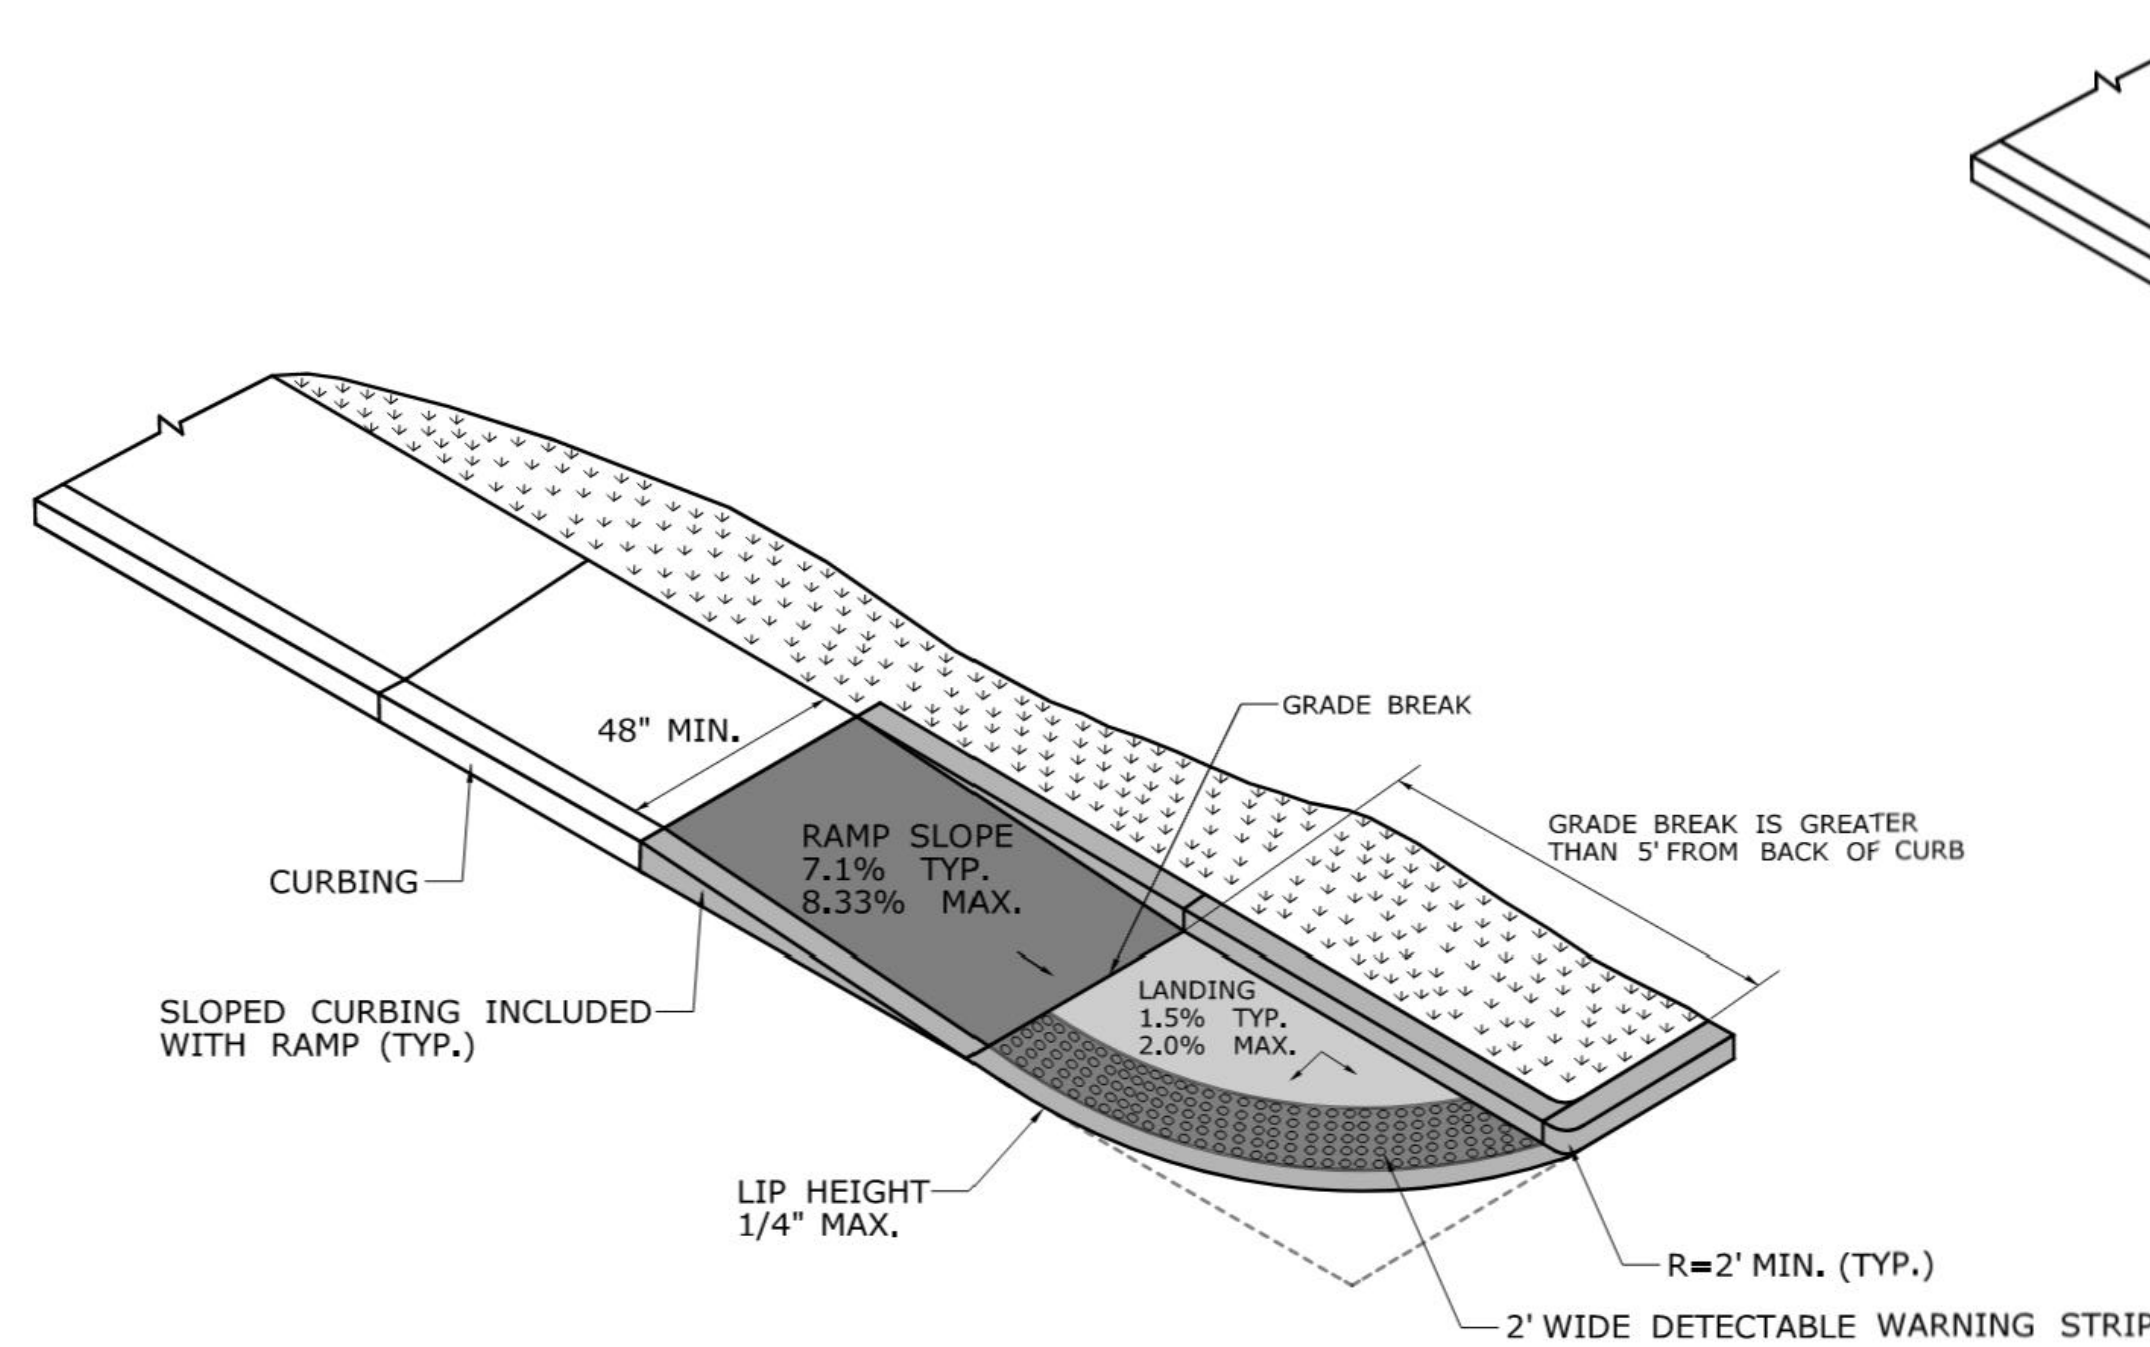 GRADE BREAK
48" MIN.
GRADE BREAK IS GREATER
THAN 5' FROM BACK OF CURB
RAMP SLOPE
7.1% TYP.
8.33% MAX.
CURBING
LANDING
1.5% TYP.
2.0% MAX.
SLOPED CURBING INCLUDED
WITH RAMP (TYP.)
LIP HEIGHT
1/4" MAX.
R=2' MIN. (TYP.)
2' WIDE DETECTABLE WARNING STRIP